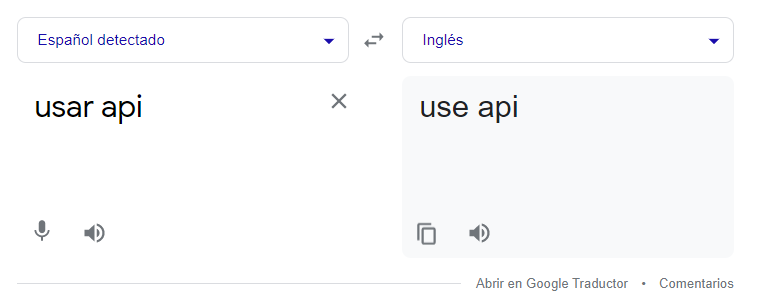 Español detectado
Inglés
usar api
use api
Abrir en Google Traductor • Comentarios